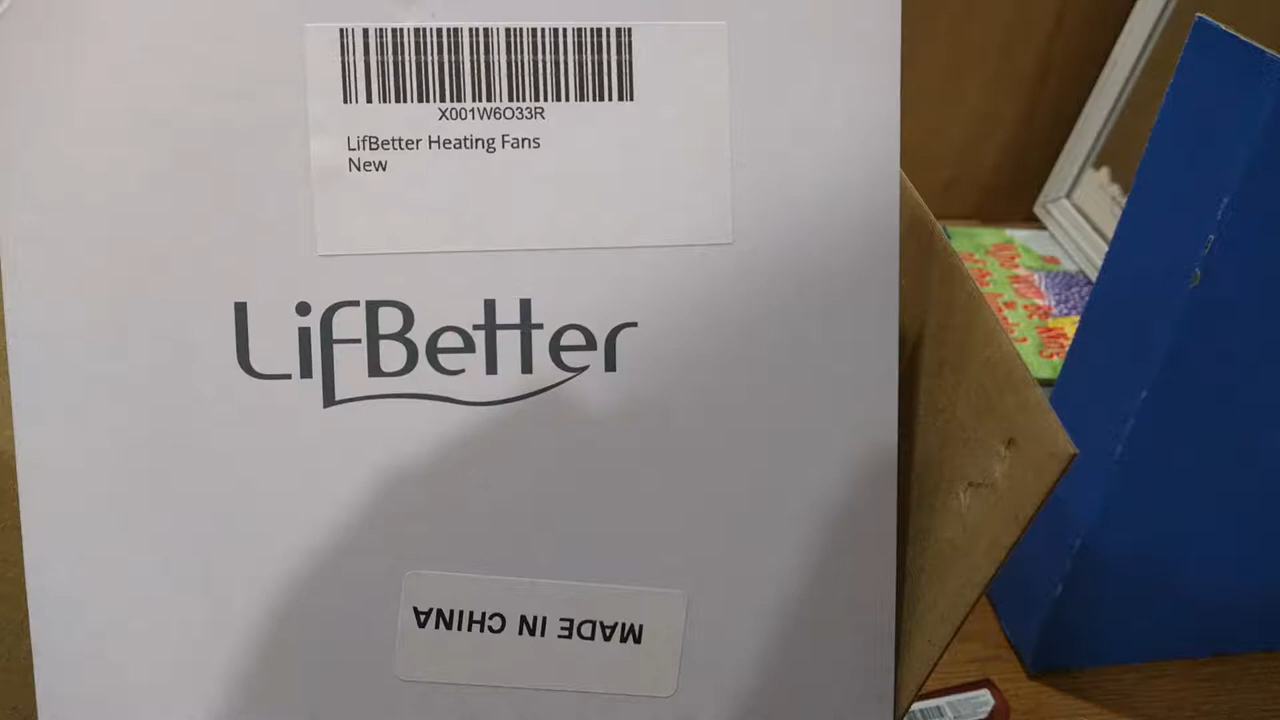 X001W6O33R
LifBetter Heating Fans
New
LifBetter
MADE IN CHINA